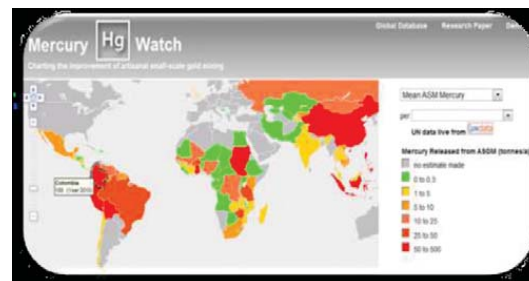 Global Database Research Paper
Mercury Hg Watch
Charting the improvement of artisanal small-scale gold mining
Mean ASM Mercury
per
UN data live from
Mercury Released from ASGM (tonnes/a
no estimate made
0 to 0.3
1 to 5
5 to 10
10 to 25
25 to 50
50 to 500
Colombia